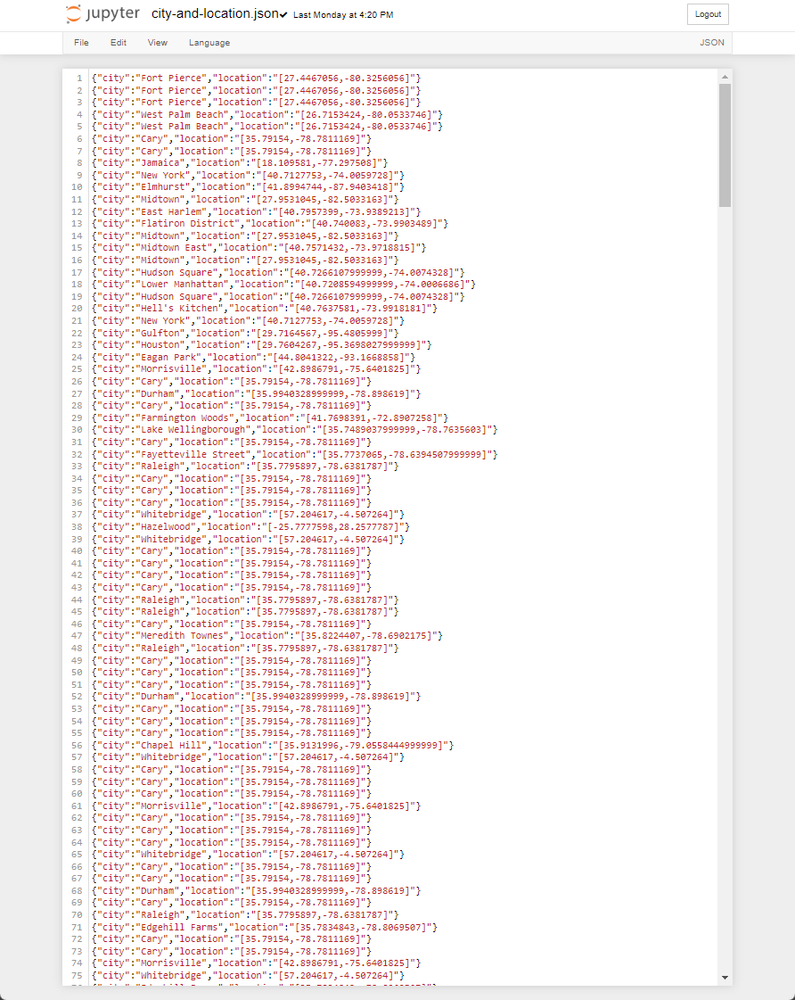 jupyter city-and-location.json✔ Last Monday at 4:20 PM Logout
File Edit View Language JSON
1 {"city":"Fort Pierce","location":"[27.4467056,-80.3256056]"}
2 {"city":"Fort Pierce","location":"[27.4467056,-80.3256056]"}
3 {"city":"Fort Pierce","location":"[27.4467056,-80.3256056]"}
4 {"city":"West Palm Beach","location":"[26.7153424,-80.0533746]"}
5 {"city":"West Palm Beach","location":"[26.7153424,-80.0533746]"}
6 {"city":"Cary","location":"[35.79154,-78.7811169]"}
7 {"city":"Cary","location":"[35.79154,-78.7811169]"}
8 {"city":"Jamaica","location":"[18.109581,-77.297508]"}
9 {"city":"New York","location":"[40.7127753,-74.0059728]"}
10 {"city":"Elmhurst","location":"[41.8994744,-87.9403418]"}
11 {"city":"Midtown","location":"[27.9531045,-82.5033163]"}
12 {"city":"East Harlem","location":"[40.7957399,-73.9389213]"}
13 {"city":"Flatiron District","location":"[40.740083,-73.9903489]"}
14 {"city":"Midtown","location":"[27.9531045,-82.5033163]"}
15 {"city":"Midtown East","location":"[40.7571432,-73.9718815]"}
16 {"city":"Midtown","location":"[27.9531045,-82.5033163]"}
17 {"city":"Hudson Square","location":"[40.7266107999999,-74.0074328]"}
18 {"city":"Lower Manhattan","location":"[40.7208594999999,-74.0006686]"}
19 {"city":"Hudson Square","location":"[40.7266107999999,-74.0074328]"}
20 {"city":"Hell's Kitchen","location":"[40.7637581,-73.9918181]"}
21 {"city":"New York","location":"[40.7127753,-74.0059728]"}
22 {"city":"Gulfton","location":"[29.7164567,-95.4805999]"}
23 {"city":"Houston","location":"[29.7604267,-95.3698027999999]"}
24 {"city":"Eagan Park","location":"[44.8041322,-93.1668858]"}
25 {"city":"Morrisville","location":"[42.8986791,-75.6401825]"}
26 {"city":"Cary","location":"[35.79154,-78.7811169]"}
27 {"city":"Durham","location":"[35.9940328999999,-78.898619]"}
28 {"city":"Cary","location":"[35.79154,-78.7811169]"}
29 {"city":"Farmington Woods","location":"[41.7698391,-72.8907258]"}
30 {"city":"Lake Wellingborough","location":"[35.7489037999999,-78.7635603]"}
31 {"city":"Cary","location":"[35.79154,-78.7811169]"}
32 {"city":"Fayetteville Street","location":"[35.7737065,-78.6394507999999]"}
33 {"city":"Raleigh","location":"[35.7795897,-78.6381787]"}
34 {"city":"Cary","location":"[35.79154,-78.7811169]"}
35 {"city":"Cary","location":"[35.79154,-78.7811169]"}
36 {"city":"Cary","location":"[35.79154,-78.7811169]"}
37 {"city":"Whitebridge","location":"[57.204617,-4.507264]"}
38 {"city":"Hazelwood","location":"[-25.7777598,28.2577787]"}
39 {"city":"Whitebridge","location":"[57.204617,-4.507264]"}
40 {"city":"Cary","location":"[35.79154,-78.7811169]"}
41 {"city":"Cary","location":"[35.79154,-78.7811169]"}
42 {"city":"Cary","location":"[35.79154,-78.7811169]"}
43 {"city":"Cary","location":"[35.79154,-78.7811169]"}
44 {"city":"Raleigh","location":"[35.7795897,-78.6381787]"}
45 {"city":"Raleigh","location":"[35.7795897,-78.6381787]"}
46 {"city":"Cary","location":"[35.79154,-78.7811169]"}
47 {"city":"Meredith Townes","location":"[35.8224407,-78.6902175]"}
48 {"city":"Raleigh","location":"[35.7795897,-78.6381787]"}
49 {"city":"Cary","location":"[35.79154,-78.7811169]"}
50 {"city":"Cary","location":"[35.79154,-78.7811169]"}
51 {"city":"Cary","location":"[35.79154,-78.7811169]"}
52 {"city":"Durham","location":"[35.9940328999999,-78.898619]"}
53 {"city":"Cary","location":"[35.79154,-78.7811169]"}
54 {"city":"Cary","location":"[35.79154,-78.7811169]"}
55 {"city":"Cary","location":"[35.79154,-78.7811169]"}
56 {"city":"Chapel Hill","location":"[35.9131996,-79.0558444999999]"}
57 {"city":"Whitebridge","location":"[57.204617,-4.507264]"}
58 {"city":"Cary","location":"[35.79154,-78.7811169]"}
59 {"city":"Cary","location":"[35.79154,-78.7811169]"}
60 {"city":"Cary","location":"[35.79154,-78.7811169]"}
61 {"city":"Morrisville","location":"[42.8986791,-75.6401825]"}
62 {"city":"Cary","location":"[35.79154,-78.7811169]"}
63 {"city":"Cary","location":"[35.79154,-78.7811169]"}
64 {"city":"Cary","location":"[35.79154,-78.7811169]"}
65 {"city":"Whitebridge","location":"[57.204617,-4.507264]"}
66 {"city":"Cary","location":"[35.79154,-78.7811169]"}
67 {"city":"Cary","location":"[35.79154,-78.7811169]"}
68 {"city":"Durham","location":"[35.9940328999999,-78.898619]"}
69 {"city":"Cary","location":"[35.79154,-78.7811169]"}
70 {"city":"Raleigh","location":"[35.7795897,-78.6381787]"}
71 {"city":"Edgehill Farms","location":"[35.7834843,-78.8069507]"}
72 {"city":"Cary","location":"[35.79154,-78.7811169]"}
73 {"city":"Cary","location":"[35.79154,-78.7811169]"}
74 {"city":"Morrisville","location":"[42.8986791,-75.6401825]"}
75 {"city":"Whitebridge","location":"[57.204617,-4.507264]"}